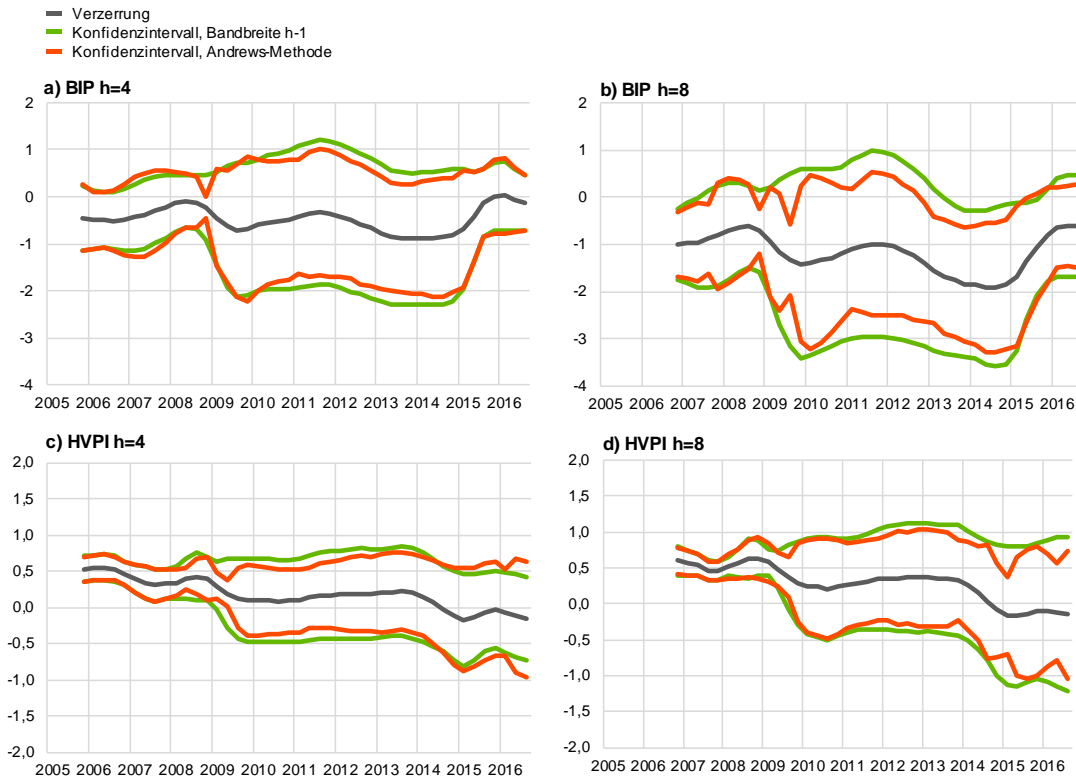 Verzerrung
Konfidenzintervall, Bandbreite h-1
Konfidenzintervall, Andrews-Methode
a) BIP h=4
2
1
0
-1
-2
-3
-4
2005 2006 2007 2008 2009 2010 2011 2012 2013 2014 2015 2016
b) BIP h=8
2
1
0
-1
-2
-3
-4
2005 2006 2007 2008 2009 2010 2011 2012 2013 2014 2015 2016
c) HVPI h=4
2,0
1,5
1,0
0,5
0,0
-0,5
-1,0
-1,5
-2,0
2005 2006 2007 2008 2009 2010 2011 2012 2013 2014 2015 2016
d) HVPI h=8
2,0
1,5
1,0
0,5
0,0
-0,5
-1,0
-1,5
-2,0
2005 2006 2007 2008 2009 2010 2011 2012 2013 2014 2015 2016